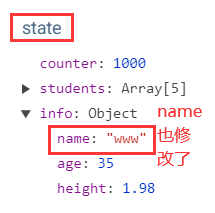 state
counter: 1000
▶ students: Array[5]
▼ info: Object
name: "www"
age: 35
height: 1.98
name
也修
改了